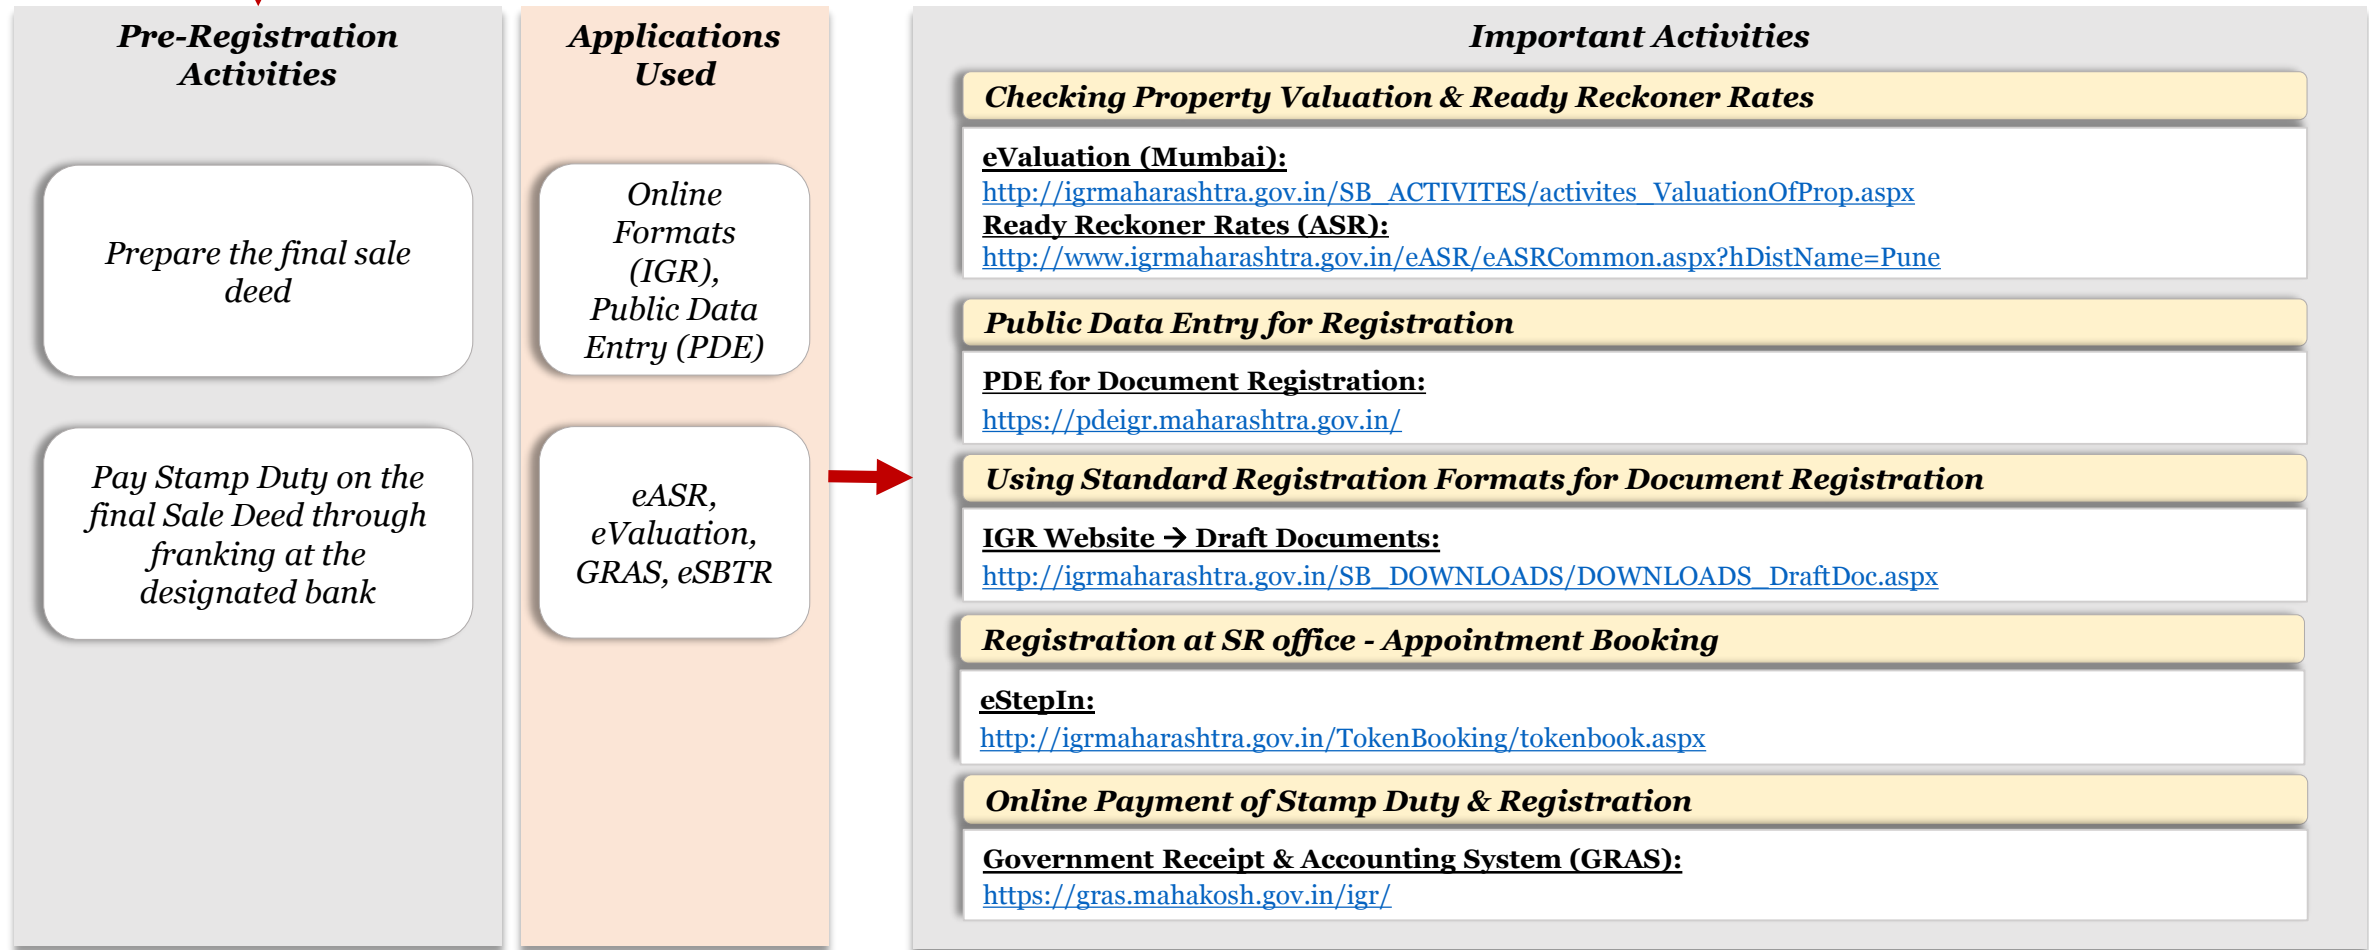 Pre-Registration
Activities
Prepare the final sale
deed
Pay Stamp Duty on the
final Sale Deed through
franking at the
designated bank
Applications
Used
Online
Formats
(IGR),
Public Data
Entry (PDE)
eASR,
eValuation,
GRAS, eSBTR
Important Activities
Checking Property Valuation & Ready Reckoner Rates
eValuation (Mumbai):
http://igrmaharashtra.gov.in/SB_ACTIVITES/activites_ValuationOfProp.aspx
Ready Reckoner Rates (ASR):
http://www.igrmaharashtra.gov.in/eASR/eASRCommon.aspx?hDistName=Pune
Public Data Entry for Registration
PDE for Document Registration:
https://pdeigr.maharashtra.gov.in/
Using Standard Registration Formats for Document Registration
IGR Website → Draft Documents:
http://igrmaharashtra.gov.in/SB_DOWNLOADS/DOWNLOADS_DraftDoc.aspx
Registration at SR office - Appointment Booking
eStepIn:
http://igrmaharashtra.gov.in/TokenBooking/tokenbook.aspx
Online Payment of Stamp Duty & Registration
Government Receipt & Accounting System (GRAS):
https://gras.mahakosh.gov.in/igr/